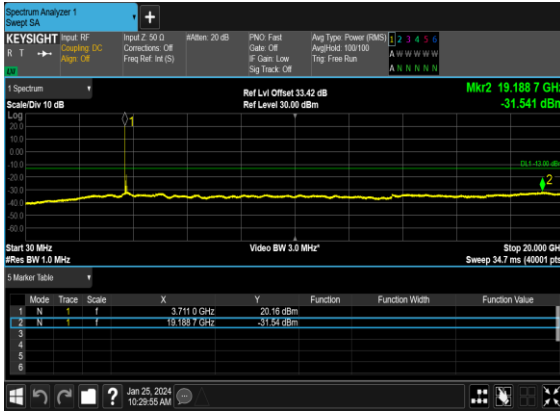 Spectrum Analyzer 1
Swept SA
+
KEYSIGHT Input: RF Input Z: 50 Ω #Atten: 20 dB PNO: Fast Avg Type: Power (RMS) 1 2 3 4 5 6
R T Coupling: DC Corrections: Off Gate: Off Avg|Hold: 100/100 A W W W W W
Align: Off Freq Ref: Int (S) IF Gain: Low Trig: Free Run
LV Sig Track: Off A N N N N N
1 Spectrum Ref Lvl Offset 33.42 dB Mkr2 19.188 7 GHz
Scale/Div 10 dB Ref Level 30.00 dBm -31.541 dBm
Log
1
20.0
10.0
0.00
-10.0 DL1 -13.00 dBm
-20.0
2
-30.0
-40.0
-50.0
-60.0
Start 30 MHz Video BW 3.0 MHz* Stop 20.000 GHz
#Res BW 1.0 MHz Sweep 34.7 ms (40001 pts)
5 Marker Table
Mode Trace Scale X Y Function Function Width Function Value
1 N 1 f 3.711 0 GHz 20.16 dBm
2 N 1 f 19.188 7 GHz -31.54 dBm
3
4
5
6
? Jan 25, 2024
10:29:55 AM